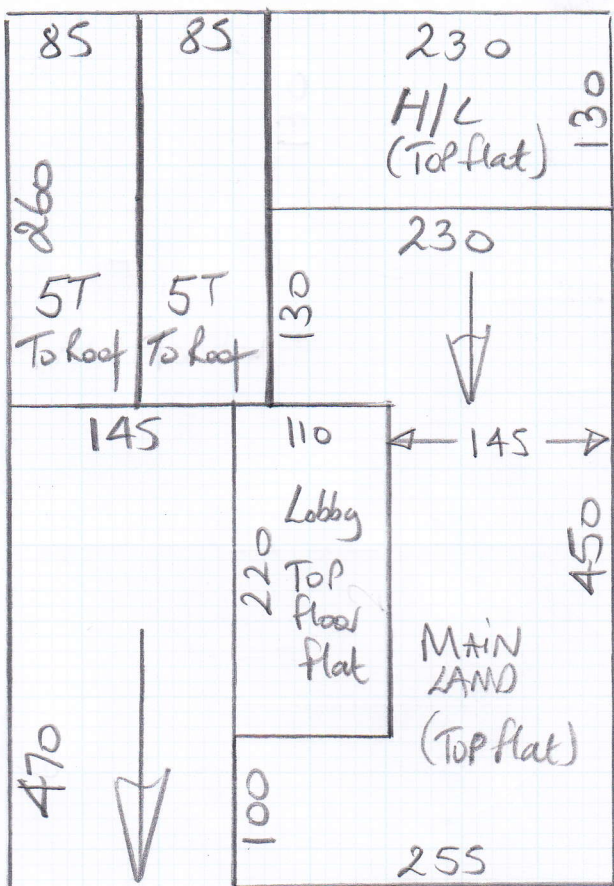 85
85
230
H/L
(Top flat)
130
260
5T
To Roof
5T
To Roof
130
230
145
110
145
Lobby
Top
floor
flat
220
450
MAIN
LAND
(Top flat)
470
100
255